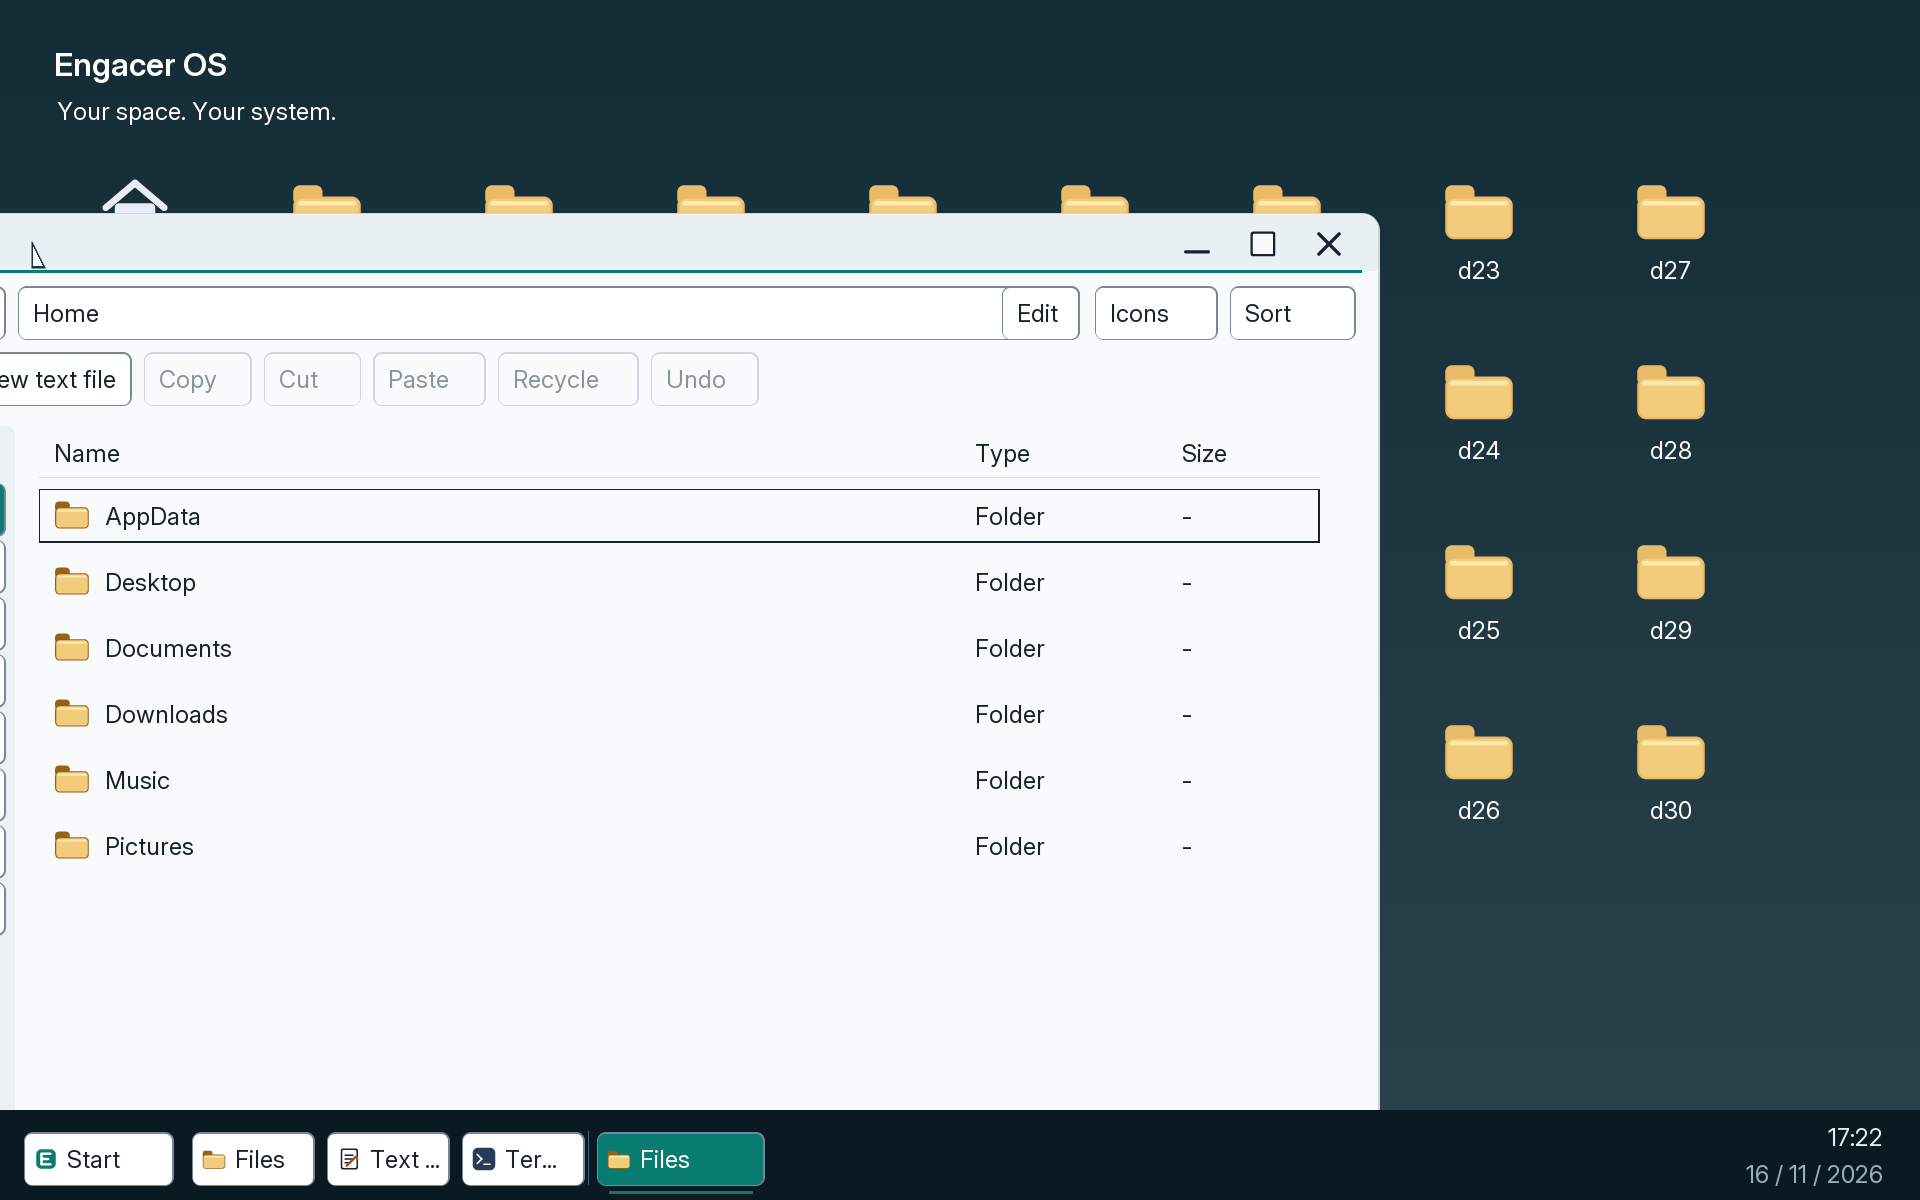 Engacer OS
Your space. Your system.
d23
d27
Home
Edit
Icons
Sort
ew text file
Copy
Cut
Paste
Recycle
Undo
d24
d28
Name
Type
Size
AppData
Folder
-
Desktop
Folder
-
d25
d29
Documents
Folder
-
Downloads
Folder
-
Music
Folder
-
d26
d30
Pictures
Folder
-
Start
Files
Text ...
Ter...
Files
17:22
16 / 11 / 2026